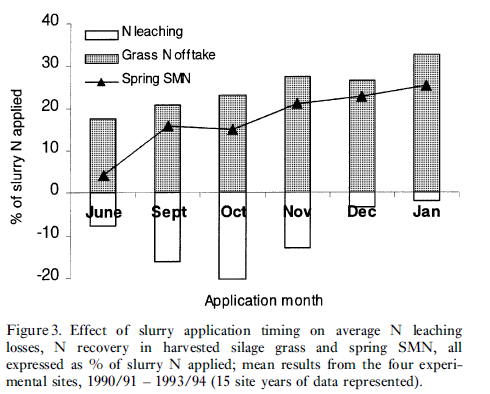 40
30
20
10
0
-10
-20
% of slurry N applied
N leaching
Grass N offtake
Spring SMN
June Sept Oct Nov Dec Jan
Application month
Figure 3. Effect of slurry application timing on average N leaching
losses, N recovery in harvested silage grass and spring SMN, all
expressed as % of slurry N applied; mean results from the four experi-
mental sites, 1990/91 – 1993/94 (15 site years of data represented).